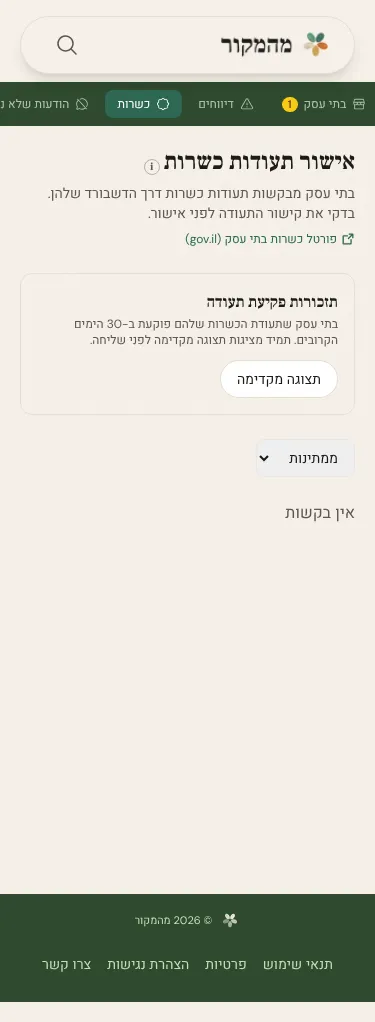 מהמקור
בתי עסק 1 דיווחים כשרות הודעות שלא נ
אישור תעודות כשרות i
בתי עסק מבקשות תעודות כשרות דרך הדשבורד שלהן.
בדקי את קישור התעודה לפני אישור.
פורטל כשרות בתי עסק (gov.il)
תזכורות פקיעת תעודה
בתי עסק שתעודת הכשרות שלהם פוקעת ב-30 הימים
הקרובים. תמיד מציגות תצוגה מקדימה לפני שליחה.
תצוגה מקדימה
ממתינות
אין בקשות
© 2026 מהמקור
תנאי שימוש פרטיות הצהרת נגישות צרו קשר